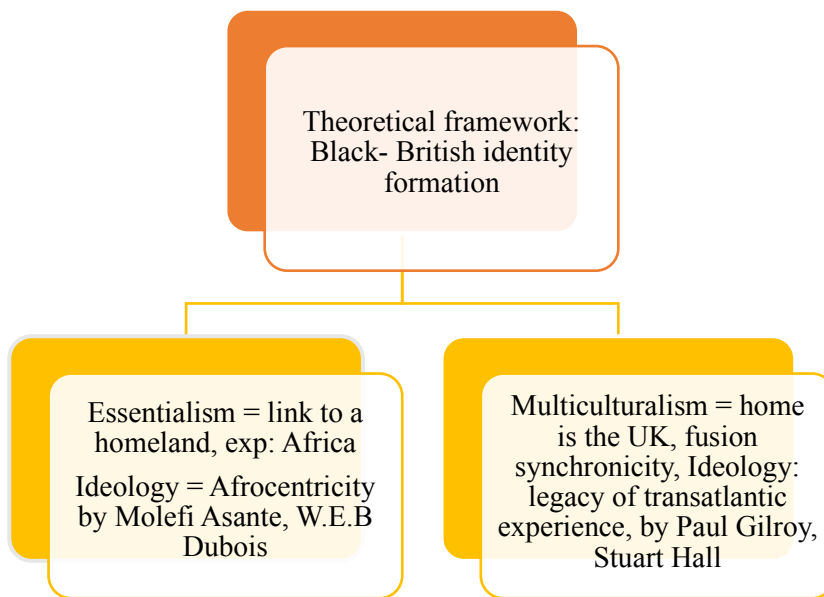 Theoretical framework:
Black- British identity
formation
Essentialism = link to a
homeland, exp: Africa
Ideology = Afrocentricity
by Molefi Asante, W.E.B
Dubois
Multiculturalism = home
is the UK, fusion
synchronicity, Ideology:
legacy of transatlantic
experience, by Paul Gilroy,
Stuart Hall